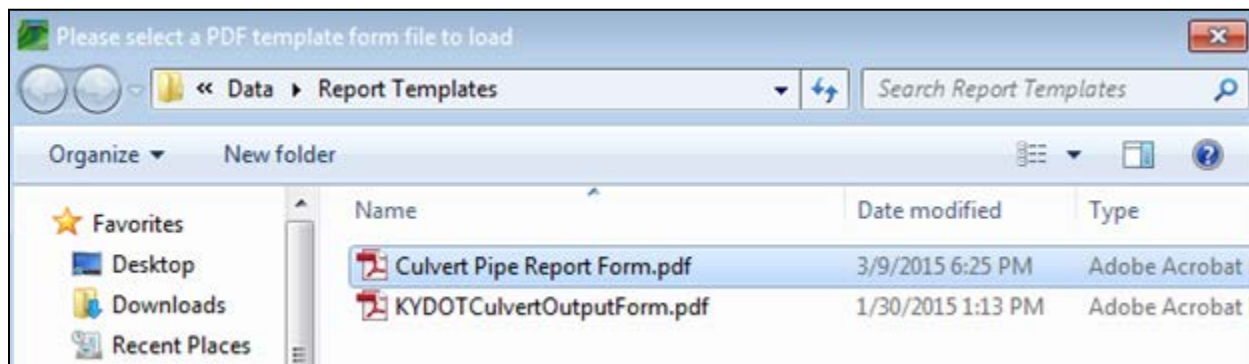 Please select a PDF template form file to load
« Data Report Templates Search Report Templates
Organize New folder
Favorites Name Date modified Type
Desktop Culvert Pipe Report Form.pdf 3/9/2015 6:25 PM Adobe Acrobat
Downloads KYDOTCulvertOutputForm.pdf 1/30/2015 1:13 PM Adobe Acrobat
Recent Places